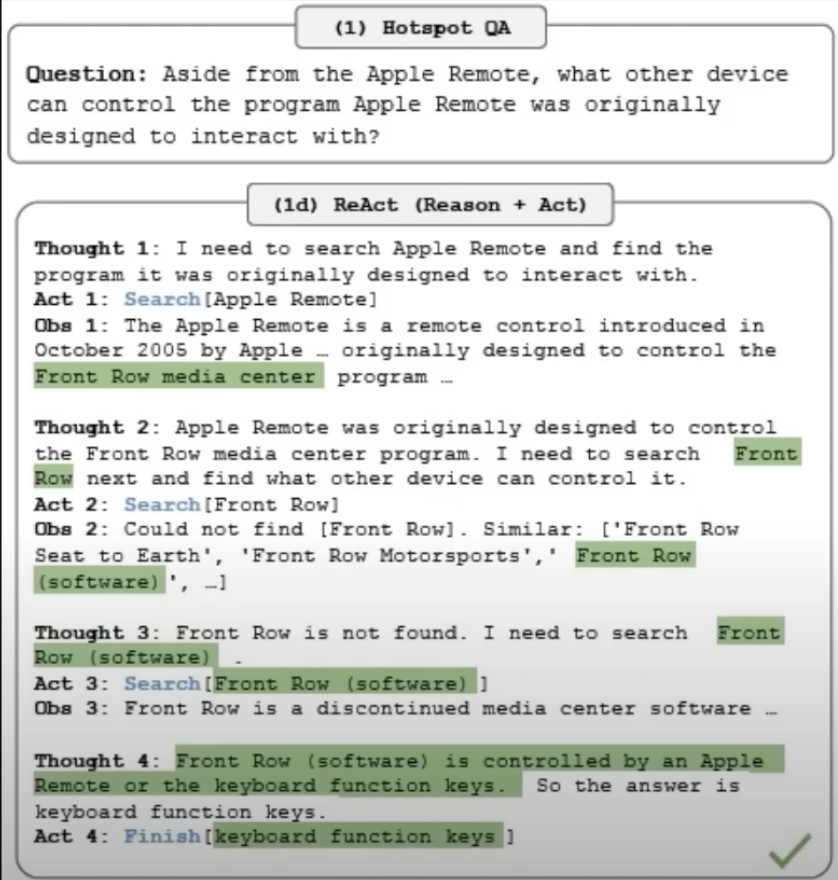 (1) Hotspot QA
Question: Aside from the Apple Remote, what other device
can control the program Apple Remote was originally
designed to interact with?
(1d) ReAct (Reason + Act)
Thought 1: I need to search Apple Remote and find the
program it was originally designed to interact with.
Act 1: Search[Apple Remote]
Obs 1: The Apple Remote is a remote control introduced in
October 2005 by Apple … originally designed to control the
Front Row media center program …
Thought 2: Apple Remote was originally designed to control
the Front Row media center program. I need to search Front
Row next and find what other device can control it.
Act 2: Search[Front Row]
Obs 2: Could not find [Front Row]. Similar: ['Front Row
Seat to Earth', 'Front Row Motorsports',' Front Row
(software)', …]
Thought 3: Front Row is not found. I need to search Front
Row (software) .
Act 3: Search[Front Row (software) ]
Obs 3: Front Row is a discontinued media center software …
Thought 4: Front Row (software) is controlled by an Apple
Remote or the keyboard function keys. So the answer is
keyboard function keys.
Act 4: Finish[keyboard function keys ]